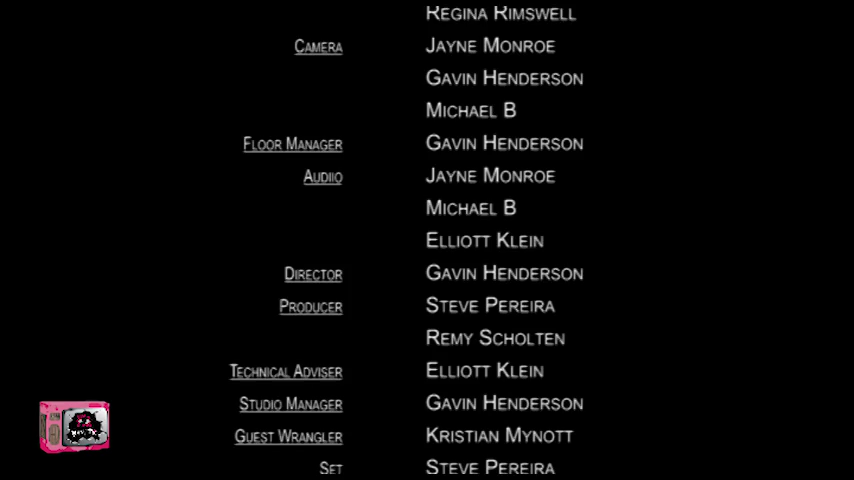 Regina Rimswell
Camera Jayne Monroe
Gavin Henderson
Michael B
Floor Manager Gavin Henderson
Audiio Jayne Monroe
Michael B
Elliott Klein
Director Gavin Henderson
Producer Steve Pereira
Remy Scholten
Technical Adviser Elliott Klein
Studio Manager Gavin Henderson
Guest Wrangler Kristian Mynott
Set Steve Pereira